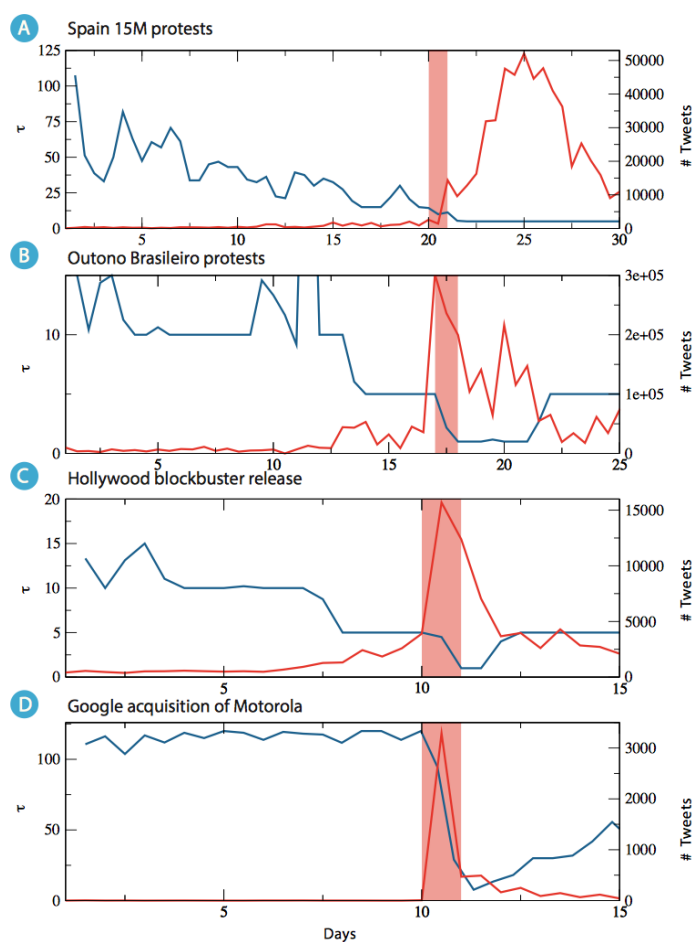 A Spain 15M protests
125
100
75
50
25
0
τ
50000
40000
30000
20000
10000
0
# Tweets
5 10 15 20 25 30
B Outono Brasileiro protests
10
0
τ
3e+05
2e+05
1e+05
0
# Tweets
5 10 15 20 25
C Hollywood blockbuster release
20
15
10
5
0
τ
15000
10000
5000
0
# Tweets
5 10 15
D Google acquisition of Motorola
100
50
0
τ
3000
2000
1000
0
# Tweets
5 10 15
Days